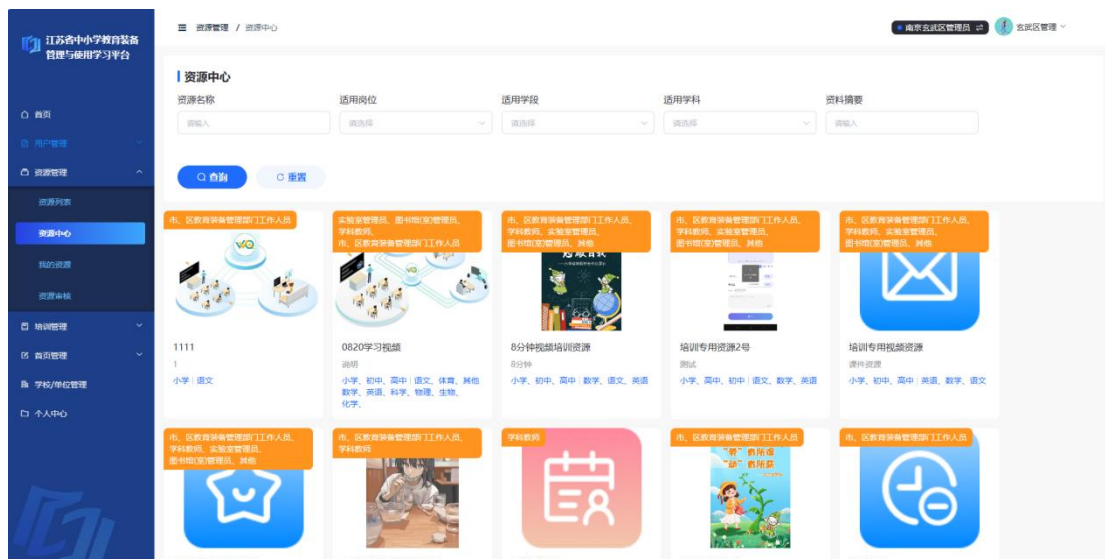 江苏省中小学教育装备
管理与使用学习平台
首页
用户管理
资源管理
资源列表
资源中心
我的资源
资源审核
培训管理
首页管理
学校/单位管理
个人中心
资源管理 / 资源中心
南京玄武区管理员
玄武区管理
资源中心
资源名称 适用岗位 适用学段 适用学科 资料摘要
请输入 请选择 请选择 请选择 请输入
查询 重置
市、区教育装备管理部门工作人员
1111
1
小学 | 语文
实验室管理员、图书馆(室)管理员、
学科教师、
市、区教育装备管理部门工作人员
0820学习视频
说明
小学、初中、高中 | 语文、体育、其他
数学、英语、科学、物理、生物、
化学、
市、区教育装备管理部门工作人员、
学科教师、实验室管理员、
图书馆(室)管理员、其他
8分钟视频培训资源
8分钟
小学、初中、高中 | 数学、语文、英语
市、区教育装备管理部门工作人员、
学科教师、实验室管理员、
图书馆(室)管理员、其他
培训专用资源2号
测试
小学、高中、初中 | 语文、数学、英语
市、区教育装备管理部门工作人员、
学科教师、实验室管理员、
图书馆(室)管理员、其他
培训专用视频资源
课件资源
小学、初中、高中 | 英语、数学、语文
市、区教育装备管理部门工作人员、
学科教师、实验室管理员、
图书馆(室)管理员、其他
市、区教育装备管理部门工作人员、
学科教师
学科教师
市、区教育装备管理部门工作人员
“劳”有所得
“动”有所获
市、区教育装备管理部门工作人员